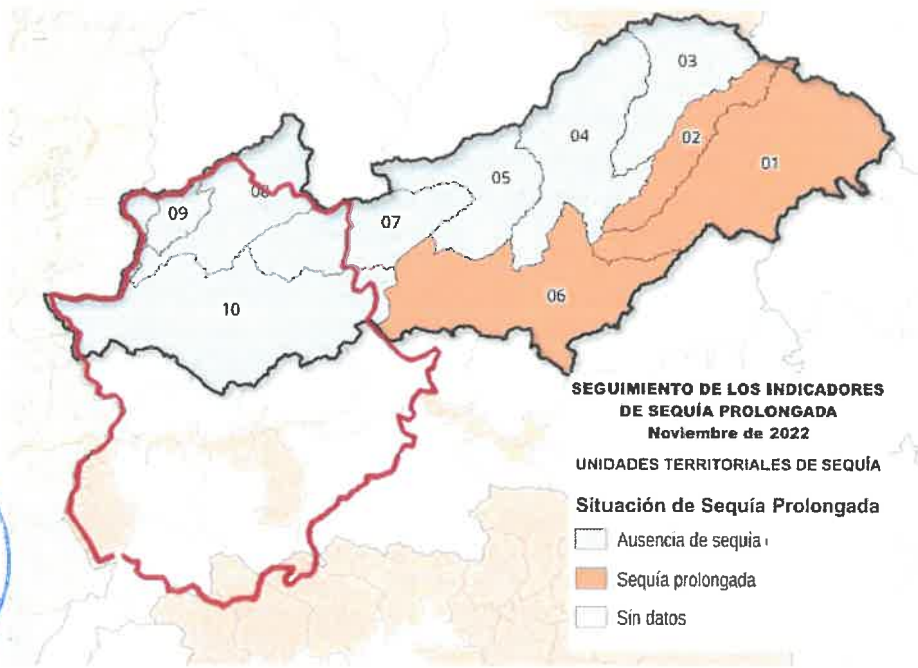 03
04
02
01
05
08
09
07
06
10
SEGUIMIENTO DE LOS INDICADORES
DE SEQUÍA PROLONGADA
Noviembre de 2022
UNIDADES TERRITORIALES DE SEQUÍA
Situación de Sequía Prolongada
Ausencia de sequia
Sequía prolongada
Sin datos